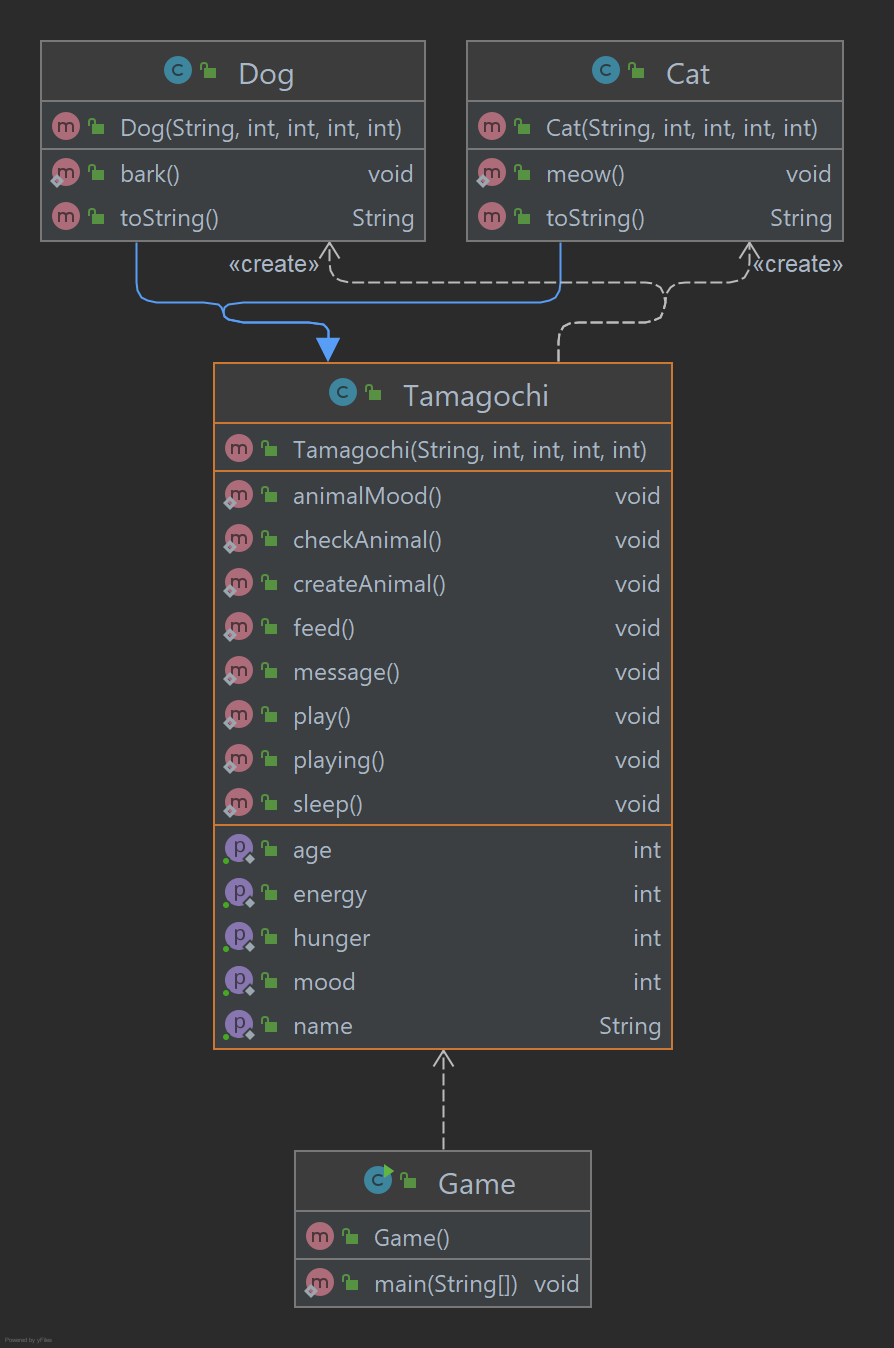 Dog
Dog(String, int, int, int, int)
bark() void
toString() String
Cat
Cat(String, int, int, int, int)
meow() void
toString() String
«create»
«create»
Tamagochi
Tamagochi(String, int, int, int, int)
animalMood() void
checkAnimal() void
createAnimal() void
feed() void
message() void
play() void
playing() void
sleep() void
age int
energy int
hunger int
mood int
name String
Game
Game()
main(String[]) void
Powered by yFiles